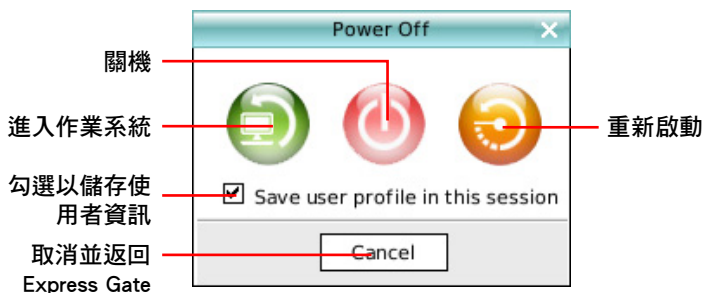 Power Off
關機
進入作業系統
重新啟動
勾選以儲存使
用者資訊
Save user profile in this session
取消並返回
Express Gate
Cancel